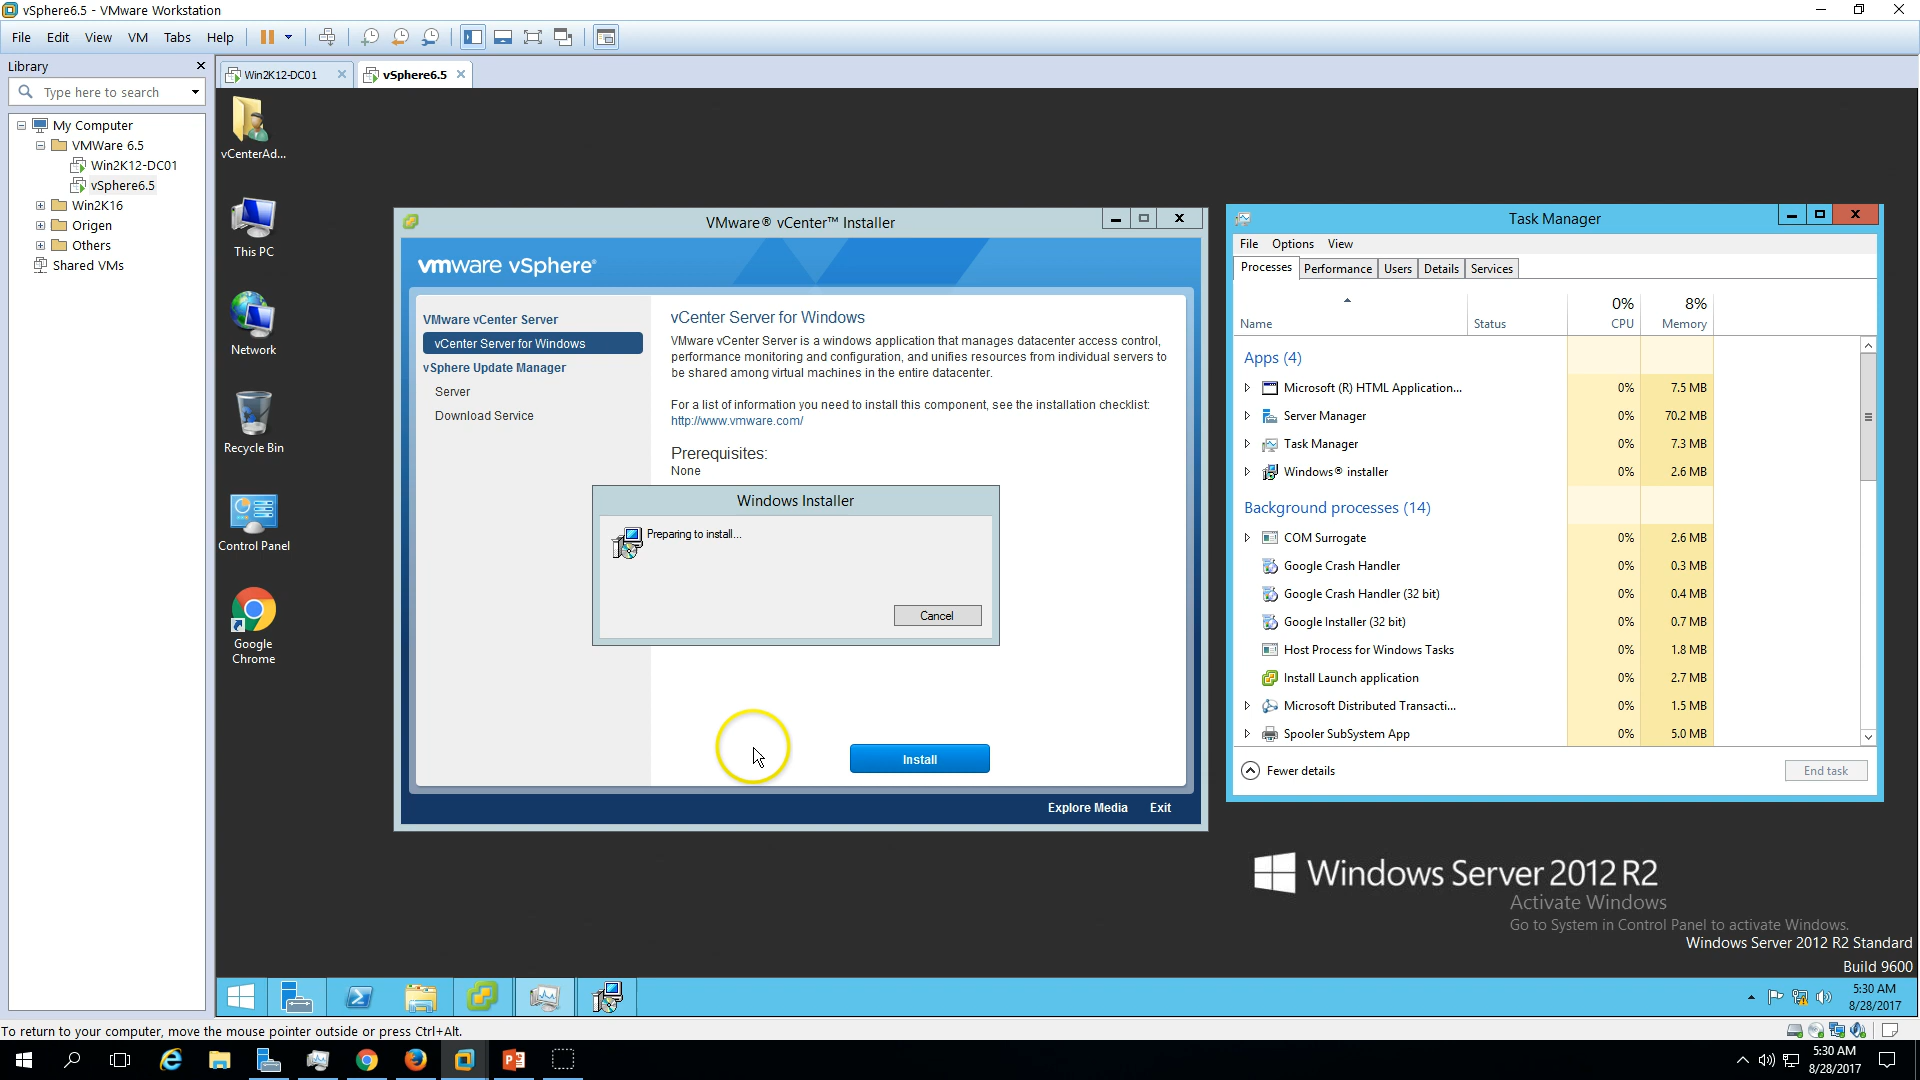 vSphere6.5 - VMware Workstation
File Edit View VM Tabs Help
Library
Type here to search
My Computer
VMWare 6.5
Win2K12-DC01
vSphere6.5
Win2K16
Origen
Others
Shared VMs
Win2K12-DC01
vSphere6.5
vCenterAd...
This PC
Network
Recycle Bin
Control Panel
Google
Chrome
VMware® vCenter™ Installer
vmware vSphere®
VMware vCenter Server
vCenter Server for Windows
vSphere Update Manager
Server
Download Service
vCenter Server for Windows
VMware vCenter Server is a windows application that manages datacenter access control,
performance monitoring and configuration, and unifies resources from individual servers to
be shared among virtual machines in the entire datacenter.
For a list of information you need to install this component, see the installation checklist:
http://www.vmware.com/
Prerequisites:
None
Windows Installer
Preparing to install...
Cancel
Install
Explore Media Exit
Task Manager
File Options View
Processes Performance Users Details Services
0% 8%
Name Status CPU Memory
Apps (4)
Microsoft (R) HTML Application... 0% 7.5 MB
Server Manager 0% 70.2 MB
Task Manager 0% 7.3 MB
Windows® installer 0% 2.6 MB
Background processes (14)
COM Surrogate 0% 2.6 MB
Google Crash Handler 0% 0.3 MB
Google Crash Handler (32 bit) 0% 0.4 MB
Google Installer (32 bit) 0% 0.7 MB
Host Process for Windows Tasks 0% 1.8 MB
Install Launch application 0% 2.7 MB
Microsoft Distributed Transacti... 0% 1.5 MB
Spooler SubSystem App 0% 5.0 MB
Fewer details End task
Windows Server 2012 R2
Activate Windows
Go to System in Control Panel to activate Windows.
Windows Server 2012 R2 Standard
Build 9600
5:30 AM
8/28/2017
To return to your computer, move the mouse pointer outside or press Ctrl+Alt.
5:30 AM
8/28/2017